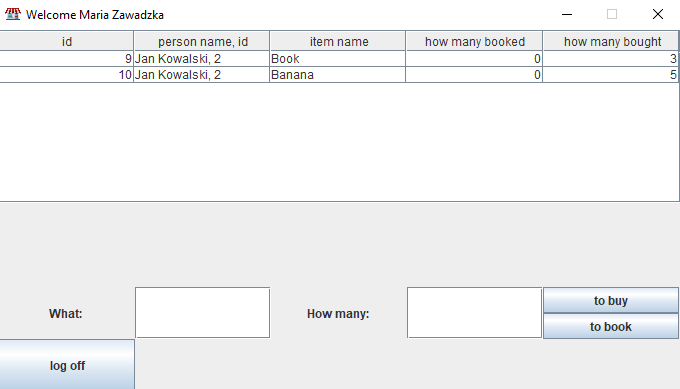 Welcome Maria Zawadzka
id person name, id item name how many booked how many bought
9 Jan Kowalski, 2 Book 0 3
10 Jan Kowalski, 2 Banana 0 5
What: How many: to buy
to book
log off